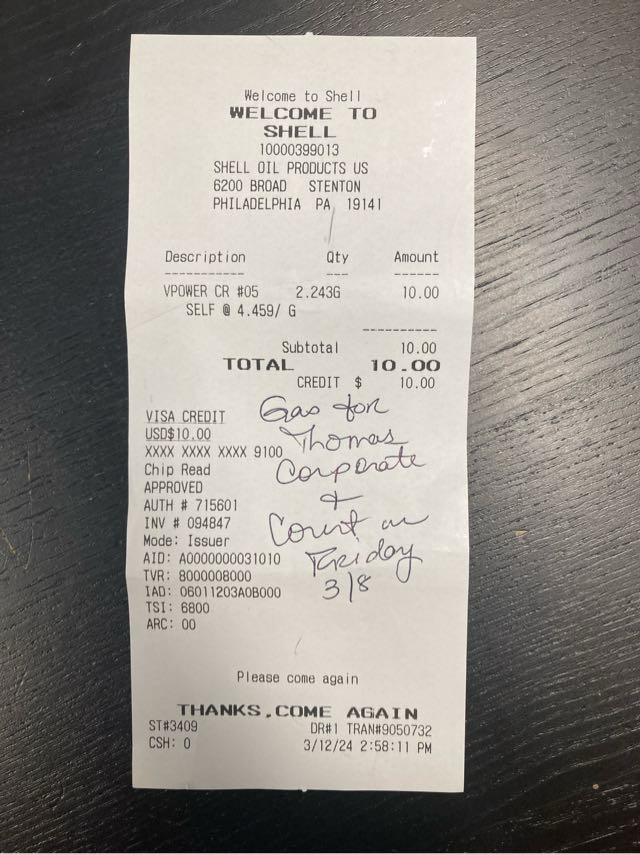 Welcome to Shell
WELCOME TO
SHELL
10000399013
SHELL OIL PRODUCTS US
6200 BROAD STENTON
PHILADELPHIA PA 19141
Description Qty Amount
----------- --- ------
VPOWER CR #05 2.243G 10.00
SELF @ 4.459/ G
----------
Subtotal 10.00
TOTAL 10.00
CREDIT $ 10.00
VISA CREDIT
USD$10.00
XXXX XXXX XXXX 9100
Chip Read
APPROVED
AUTH # 715601
INV # 094847
Mode: Issuer
AID: A0000000031010
TVR: 8000008000
IAD: 06011203A0B000
TSI: 6800
ARC: 00
Gas for
Thomas
Corporate
+
Court on
Friday
3/8
Please come again
THANKS,COME AGAIN
ST#3409 DR#1 TRAN#9050732
CSH: 0 3/12/24 2:58:11 PM